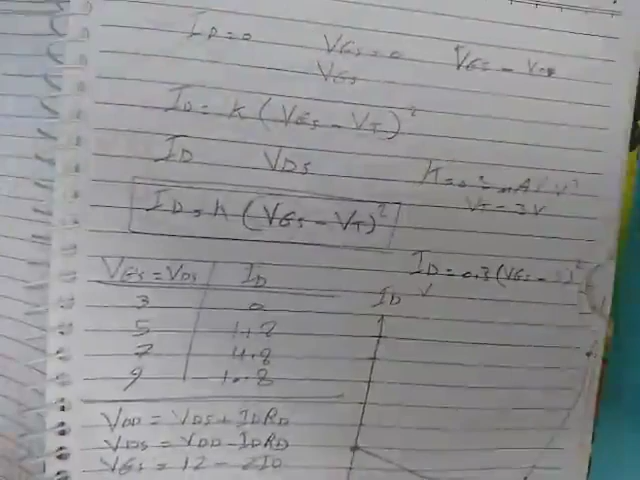 ID=0 VGS=0
VGS
ID = K (VGS - VT)²
ID VDS
VT=3V
ID = K (VGS - VT)²
VGS = VDS ID
ID = 0.3 (VGS -
ID
3 0
5 1.2
7 4.8
9 10.8
VDD = VDS + IDRD
VDS = VDD - IDRD
VGS = 12 - 2ID